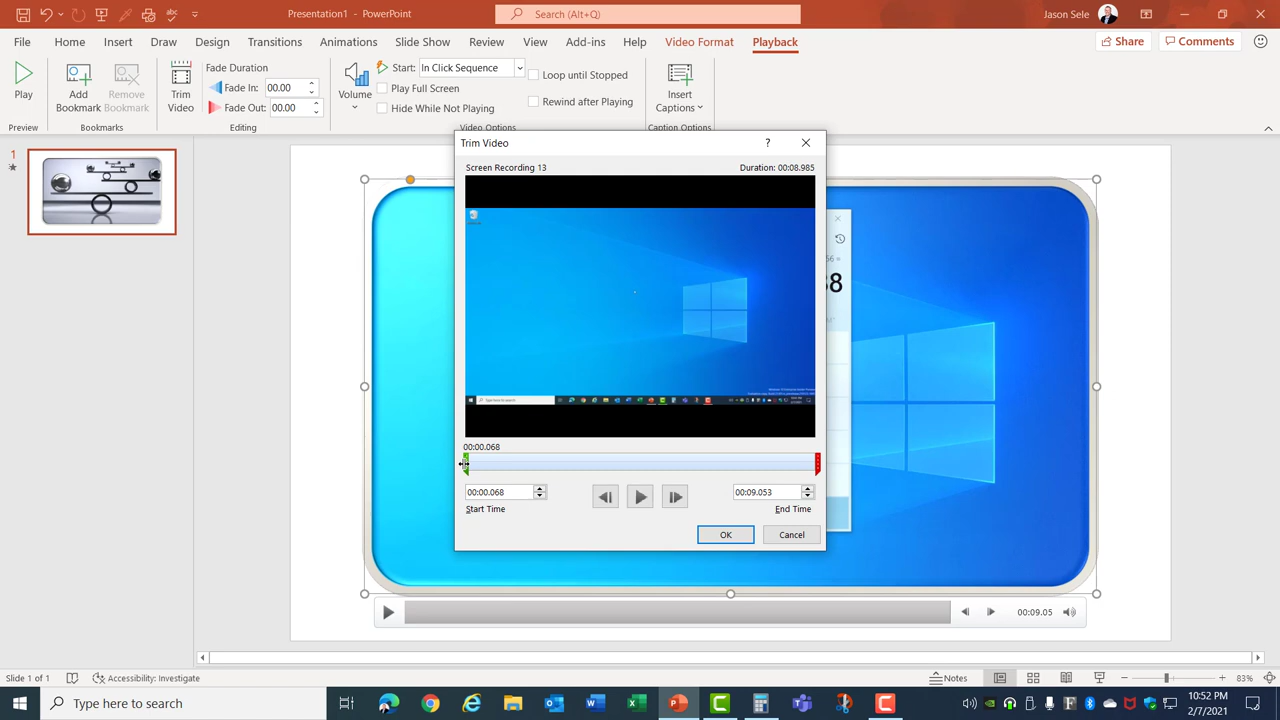 Presentation1 - PowerPoint
Search (Alt+Q)
Jason Sele
File Home Insert Draw Design Transitions Animations Slide Show Review View Add-ins Help Video Format Playback
Share
Comments
Play
Add Bookmark
Remove Bookmark
Trim Video
Fade Duration
Fade In: 00.00
Fade Out: 00.00
Volume
Start: In Click Sequence
Play Full Screen
Hide While Not Playing
Loop until Stopped
Rewind after Playing
Insert Captions
Preview
Bookmarks
Editing
Video Options
Caption Options
1
Trim Video
?
Screen Recording 13
Duration: 00:08.985
Type here to search
00:00.068
00:00.068
Start Time
00:09.053
End Time
OK
Cancel
56 =
00:09.05
Slide 1 of 1
Accessibility: Investigate
Notes
83%
Type here to search
10:52 PM
2/7/2021